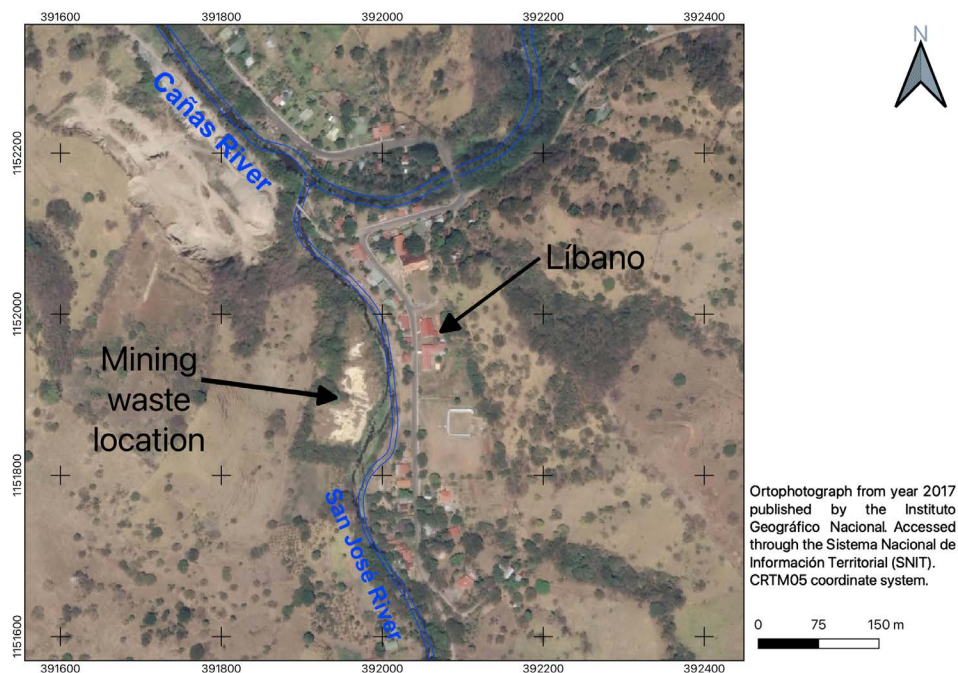 391600 391800 392000 392200 392400
N
Cañas River
1152200
Líbano
1152000
Mining
waste
location
1151800
San José River
Ortophotograph from year 2017
published by the Instituto
Geográfico Nacional. Accessed
through the Sistema Nacional de
Información Territorial (SNIT).
CRTM05 coordinate system.
0 75 150 m
1151600
391600 391800 392000 392200 392400